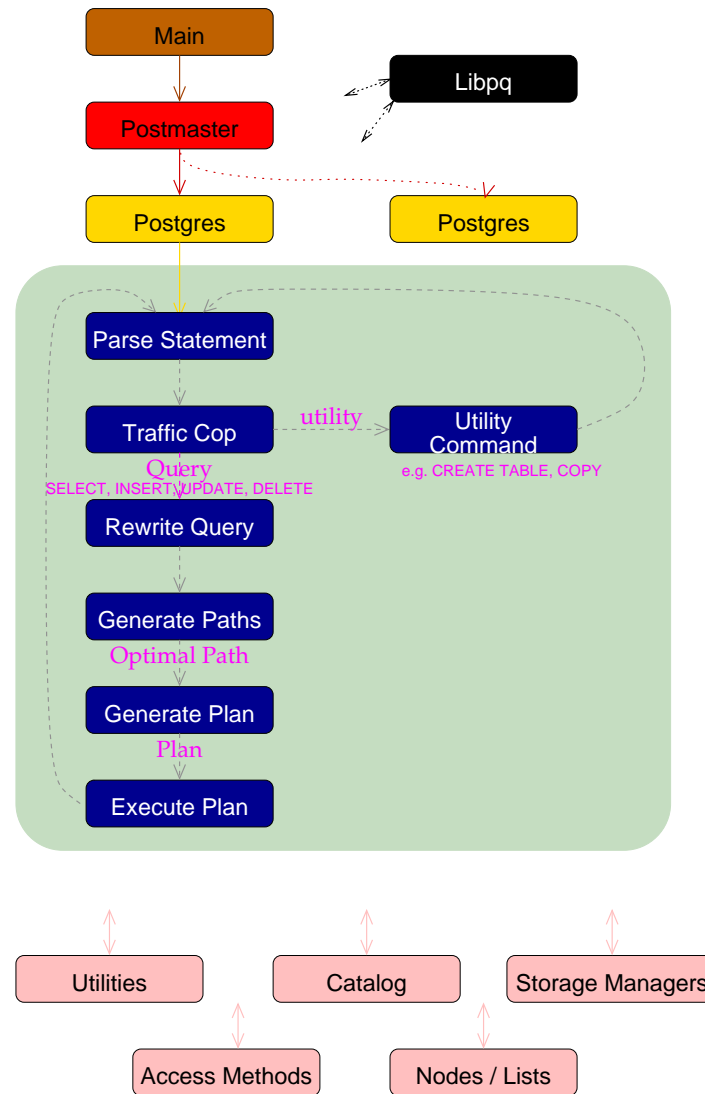 Main
Libpq
Postmaster
Postgres
Postgres
Parse Statement
Traffic Cop
utility
Utility
Command
Query
SELECT, INSERT, UPDATE, DELETE
e.g. CREATE TABLE, COPY
Rewrite Query
Generate Paths
Optimal Path
Generate Plan
Plan
Execute Plan
Utilities
Catalog
Storage Managers
Access Methods
Nodes / Lists